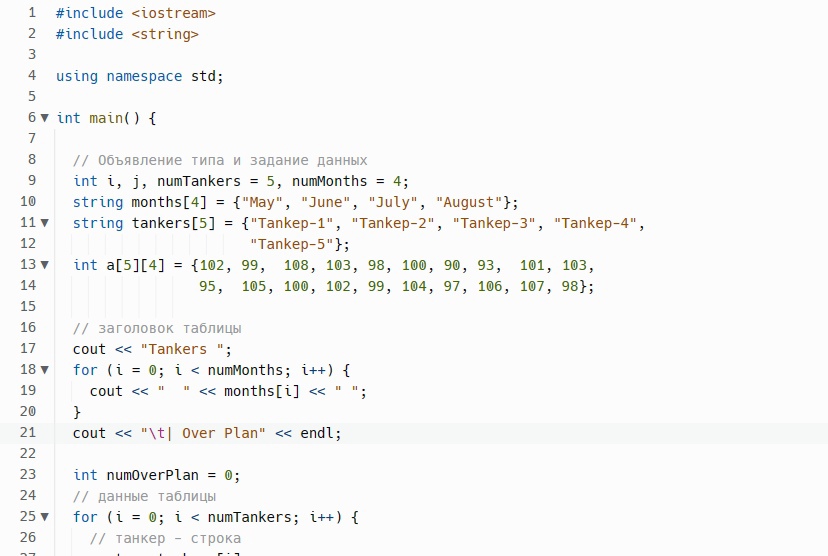 1 #include <iostream>
2 #include <string>
3
4 using namespace std;
5
6 int main() {
7
8 // Объявление типа и задание данных
9 int i, j, numTankers = 5, numMonths = 4;
10 string months[4] = {"May", "June", "July", "August"};
11 string tankers[5] = {"Tankep-1", "Tankep-2", "Tankep-3", "Tankep-4",
12 "Tankep-5"};
13 int a[5][4] = {102, 99,  108, 103, 98, 100, 90, 93,  101, 103,
14 95,  105, 100, 102, 99, 104, 97, 106, 107, 98};
15
16 // заголовок таблицы
17 cout << "Tankers ";
18 for (i = 0; i < numMonths; i++) {
19 cout << "  " << months[i] << " ";
20 }
21 cout << "\t| Over Plan" << endl;
22
23 int numOverPlan = 0;
24 // данные таблицы
25 for (i = 0; i < numTankers; i++) {
26 // танкер - строка